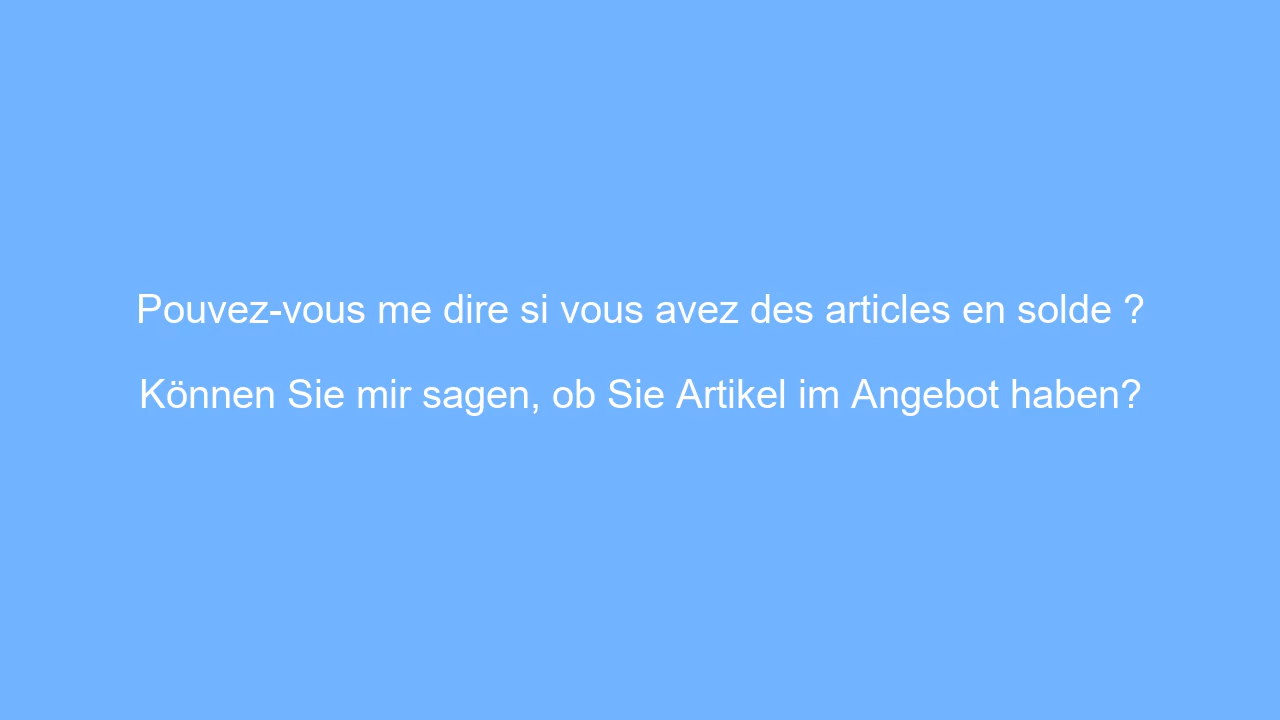 Pouvez-vous me dire si vous avez des articles en solde ?
Können Sie mir sagen, ob Sie Artikel im Angebot haben?